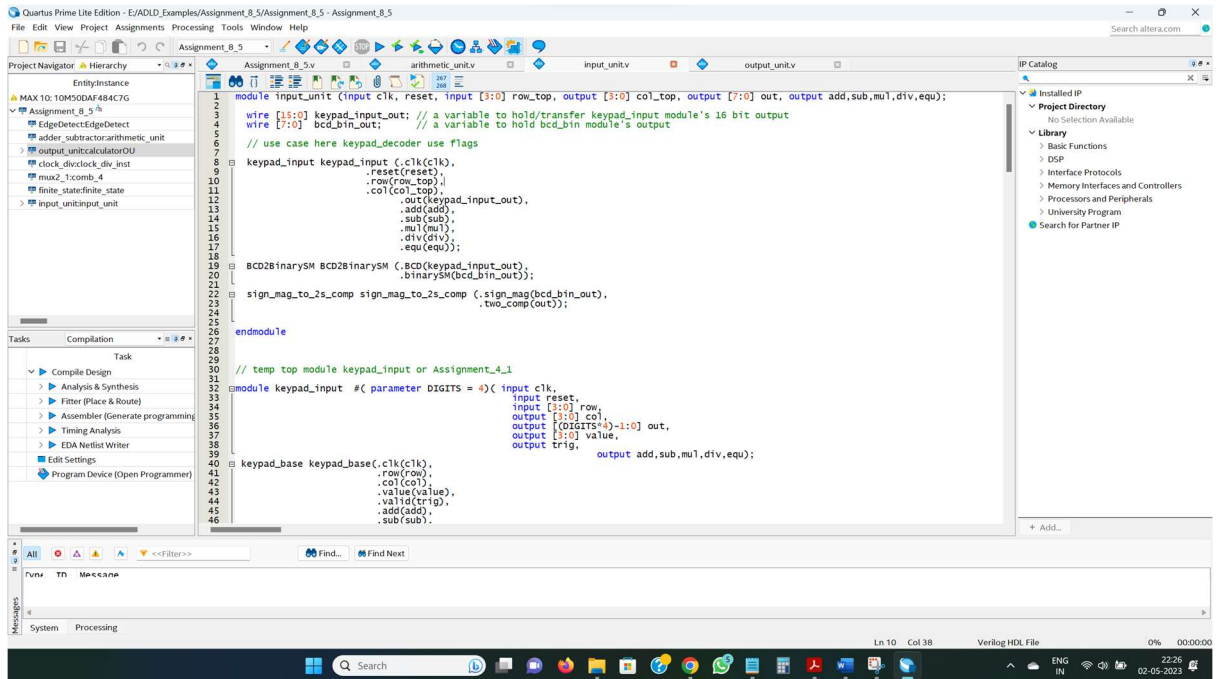 Quartus Prime Lite Edition - E:/ADLD_Examples/Assignment_8_5/Assignment_8_5 - Assignment_8_5
File Edit View Project Assignments Processing Tools Window Help
Search altera.com
Assignment_8_5
STOP
Project Navigator Hierarchy
Assignment_8_5.v
arithmetic_unit.v
input_unit.v
output_unit.v
IP Catalog
Entity:Instance
MAX 10: 10M50DAF484C7G
Assignment_8_5
EdgeDetect:EdgeDetect
adder_subtractor:arithmetic_unit
output_unit:calculatorOU
clock_div:clock_div_inst
mux2_1:comb_4
finite_state:finite_state
input_unit:input_unit
267
268
1 module input_unit (input clk, reset, input [3:0] row_top, output [3:0] col_top, output [7:0] out, output add,sub,mul,div,equ);
2
3 wire [15:0] keypad_input_out; // a variable to hold/transfer keypad_input module's 16 bit output
4 wire [7:0] bcd_bin_out; // a variable to hold bcd_bin module's output
5
6 // use case here keypad_decoder use flags
7
8 keypad_input keypad_input (.clk(clk),
9 .reset(reset),
10 .row(row_top),
11 .col(col_top),
12 .out(keypad_input_out),
13 .add(add),
14 .sub(sub),
15 .mul(mul),
16 .div(div),
17 .equ(equ));
18
19 BCD2BinarySM BCD2BinarySM (.BCD(keypad_input_out),
20 .binarySM(bcd_bin_out));
21
22 sign_mag_to_2s_comp sign_mag_to_2s_comp (.sign_mag(bcd_bin_out),
23 .two_comp(out));
24
25
26 endmodule
27
28
29
30 // temp top module keypad_input or Assignment_4_1
31
32 module keypad_input #( parameter DIGITS = 4)( input clk,
33 input reset,
34 input [3:0] row,
35 output [3:0] col,
36 output [(DIGITS*4)-1:0] out,
37 output [3:0] value,
38 output trig,
39 output add,sub,mul,div,equ);
40 keypad_base keypad_base(.clk(clk),
41 .row(row),
42 .col(col),
43 .value(value),
44 .valid(trig),
45 .add(add),
46 .sub(sub),
Installed IP
Project Directory
No Selection Available
Library
Basic Functions
DSP
Interface Protocols
Memory Interfaces and Controllers
Processors and Peripherals
University Program
Search for Partner IP
+ Add...
Tasks Compilation
Task
Compile Design
Analysis & Synthesis
Fitter (Place & Route)
Assembler (Generate programming
Timing Analysis
EDA Netlist Writer
Edit Settings
Program Device (Open Programmer)
All
<<Filter>>
Find...
Find Next
Type ID Message
Messages
System Processing
Ln 10 Col 38 Verilog HDL File 0% 00:00:00
Search
ENG
IN
22:26
02-05-2023